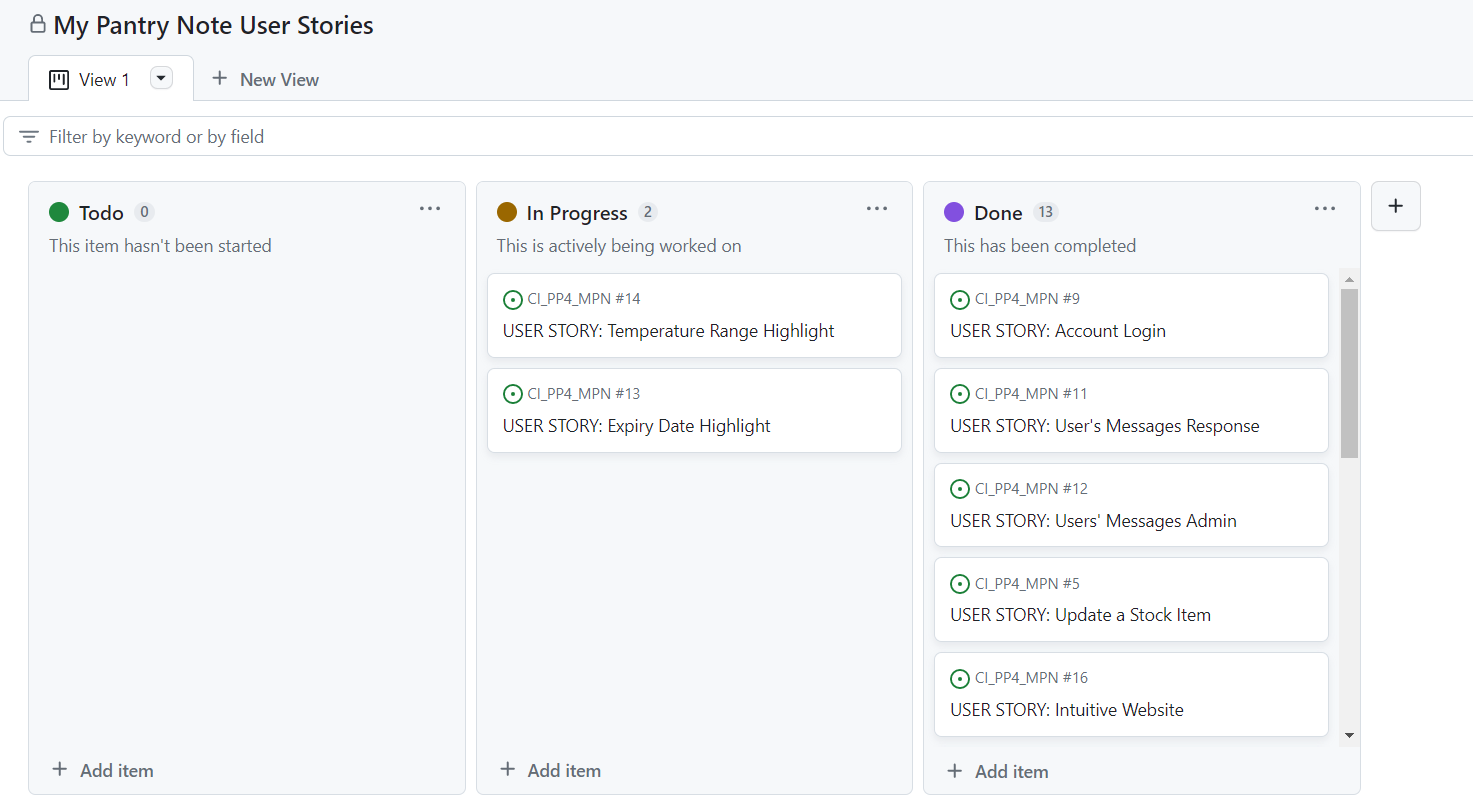 My Pantry Note User Stories
View 1
New View
Filter by keyword or by field
Todo 0
This item hasn't been started
Add item
In Progress 2
This is actively being worked on
CI_PP4_MPN #14
USER STORY: Temperature Range Highlight
CI_PP4_MPN #13
USER STORY: Expiry Date Highlight
Add item
Done 13
This has been completed
CI_PP4_MPN #9
USER STORY: Account Login
CI_PP4_MPN #11
USER STORY: User's Messages Response
CI_PP4_MPN #12
USER STORY: Users' Messages Admin
CI_PP4_MPN #5
USER STORY: Update a Stock Item
CI_PP4_MPN #16
USER STORY: Intuitive Website
Add item